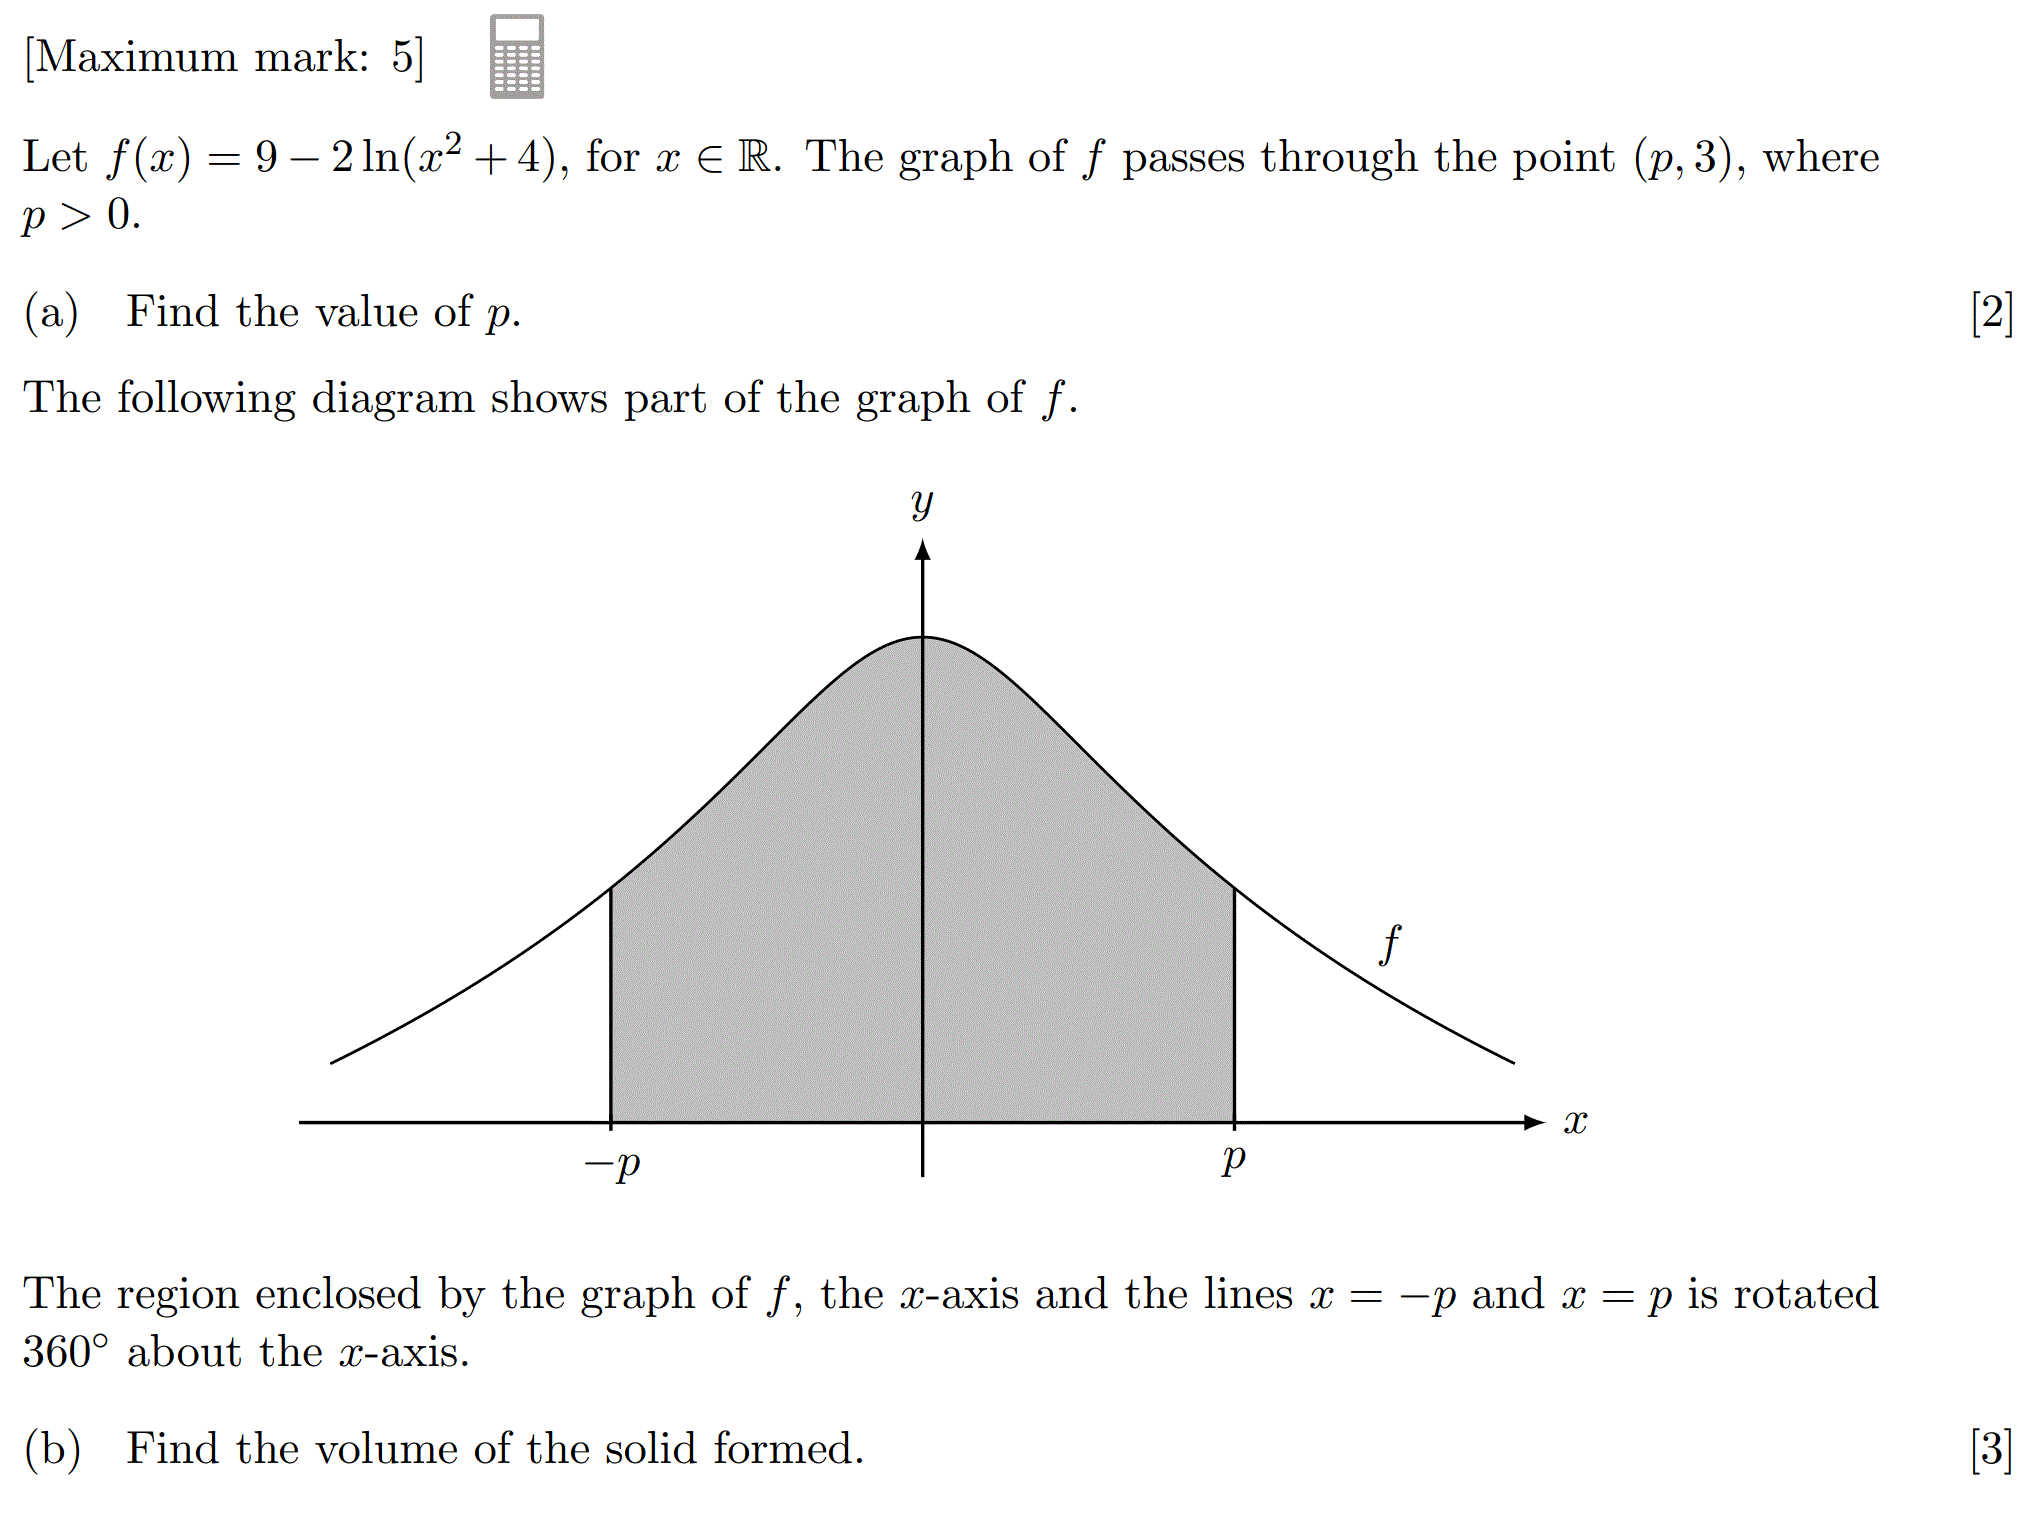 [Maximum mark: 5]
Let f(x) = 9 − 2 ln(x² + 4), for x ∈ ℝ. The graph of f passes through the point (p, 3), where
p > 0.
(a) Find the value of p. [2]
The following diagram shows part of the graph of f.
y
f
x
−p
p
The region enclosed by the graph of f, the x-axis and the lines x = −p and x = p is rotated
360° about the x-axis.
(b) Find the volume of the solid formed. [3]